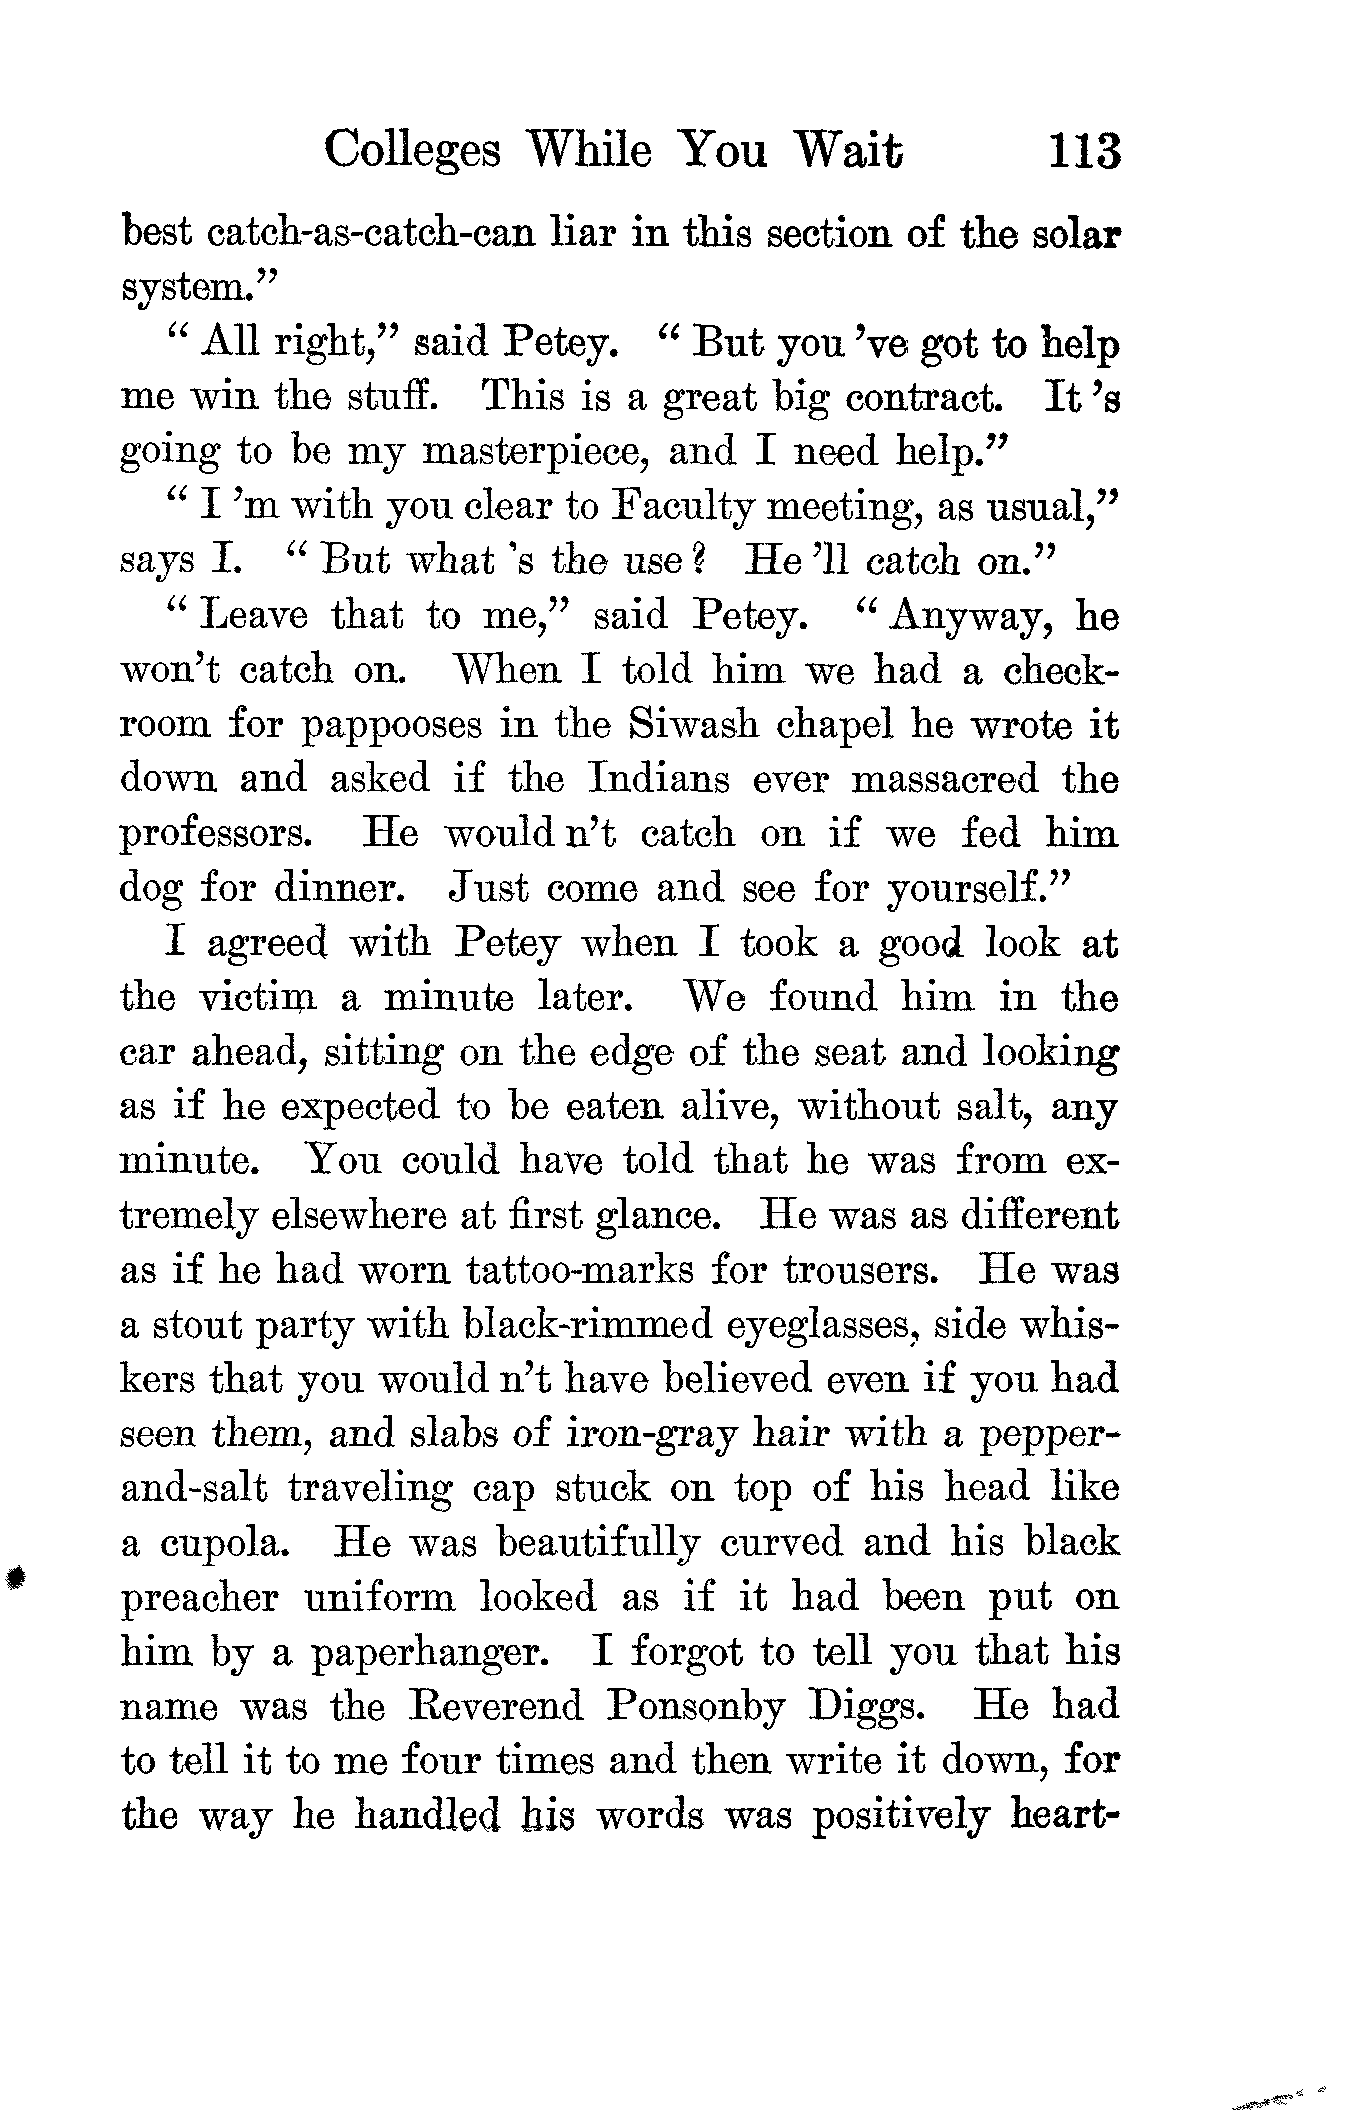 Colleges While You Wait 113
best catch-as-catch-can liar in this section of the solar
system.”
“ All right,” said Petey. “ But you ’ve got to help
me win the stuff. This is a great big contract. It ’s
going to be my masterpiece, and I need help.”
“ I ’m with you clear to Faculty meeting, as usual,”
says I. “ But what ’s the use? He ’ll catch on.”
“ Leave that to me,” said Petey. “ Anyway, he
won’t catch on. When I told him we had a check-
room for pappooses in the Siwash chapel he wrote it
down and asked if the Indians ever massacred the
professors. He would n’t catch on if we fed him
dog for dinner. Just come and see for yourself.”
I agreed with Petey when I took a good look at
the victim a minute later. We found him in the
car ahead, sitting on the edge of the seat and looking
as if he expected to be eaten alive, without salt, any
minute. You could have told that he was from ex-
tremely elsewhere at first glance. He was as different
as if he had worn tattoo-marks for trousers. He was
a stout party with black-rimmed eyeglasses, side whis-
kers that you would n’t have believed even if you had
seen them, and slabs of iron-gray hair with a pepper-
and-salt traveling cap stuck on top of his head like
a cupola. He was beautifully curved and his black
preacher uniform looked as if it had been put on
him by a paperhanger. I forgot to tell you that his
name was the Reverend Ponsonby Diggs. He had
to tell it to me four times and then write it down, for
the way he handled his words was positively heart-